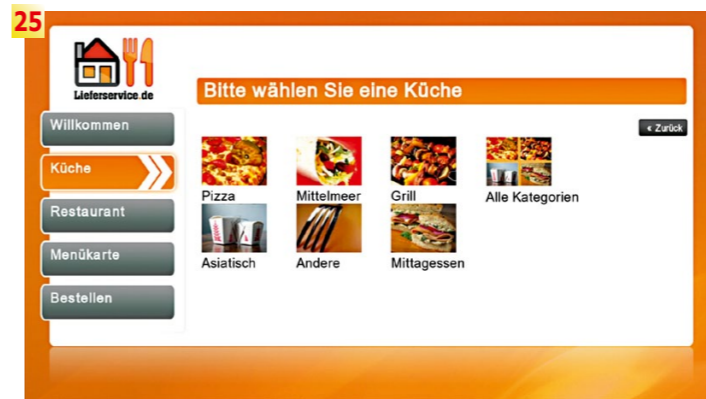 25
Lieferservice.de
Bitte wählen Sie eine Küche
Willkommen
« Zurück
Küche
Pizza
Mittelmeer
Grill
Alle Kategorien
Restaurant
Menükarte
Asiatisch
Andere
Mittagessen
Bestellen